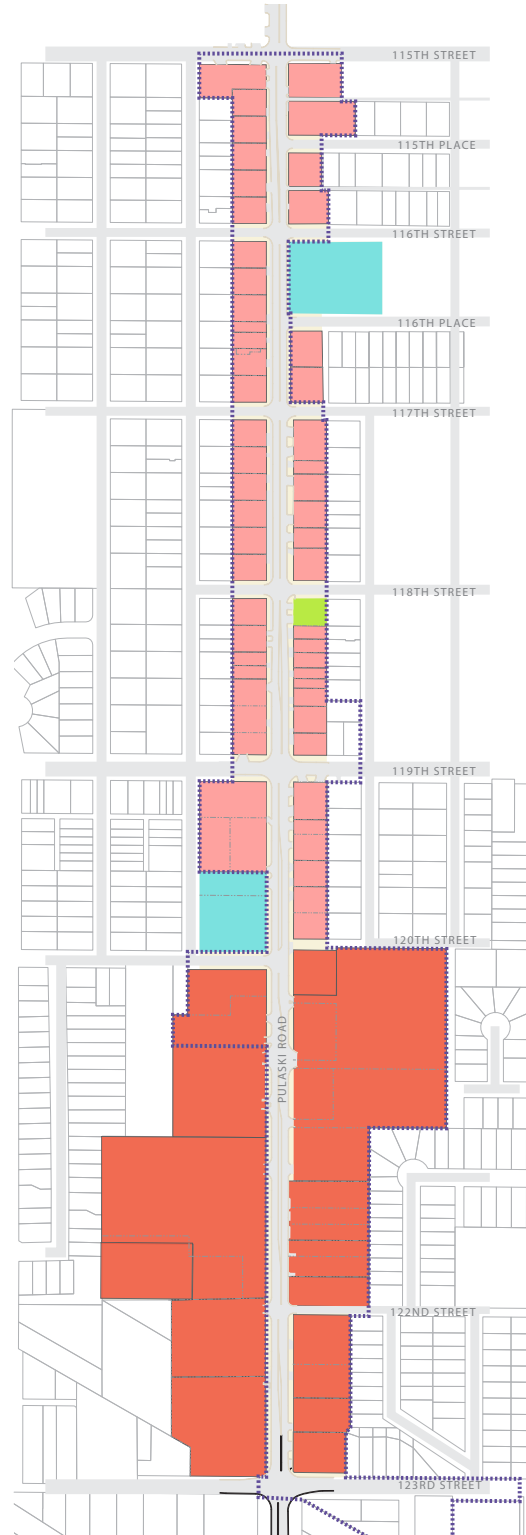 115TH STREET
115TH PLACE
116TH STREET
116TH PLACE
117TH STREET
118TH STREET
119TH STREET
120TH STREET
PULASKI ROAD
122ND STREET
123RD STREET